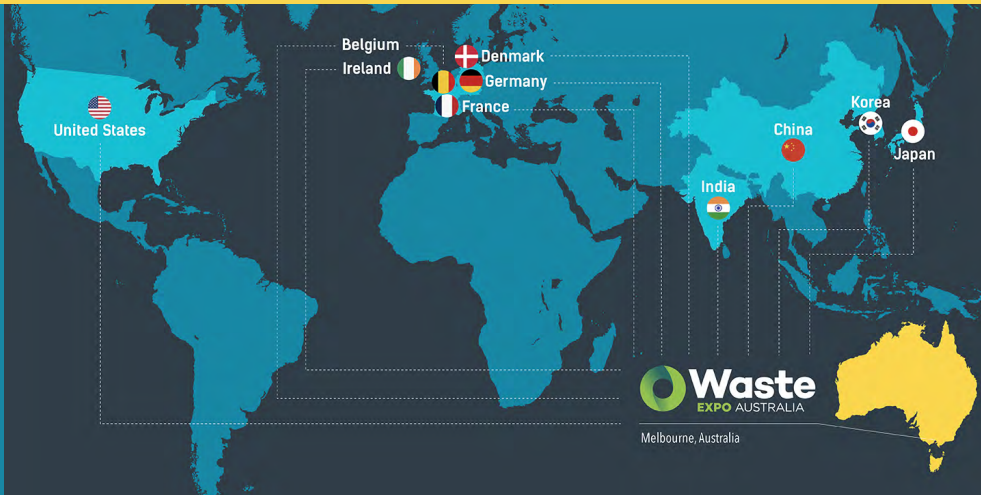 Belgium
Denmark
Ireland
Germany
France
United States
Korea
China
Japan
India
Waste
EXPO AUSTRALIA
Melbourne, Australia